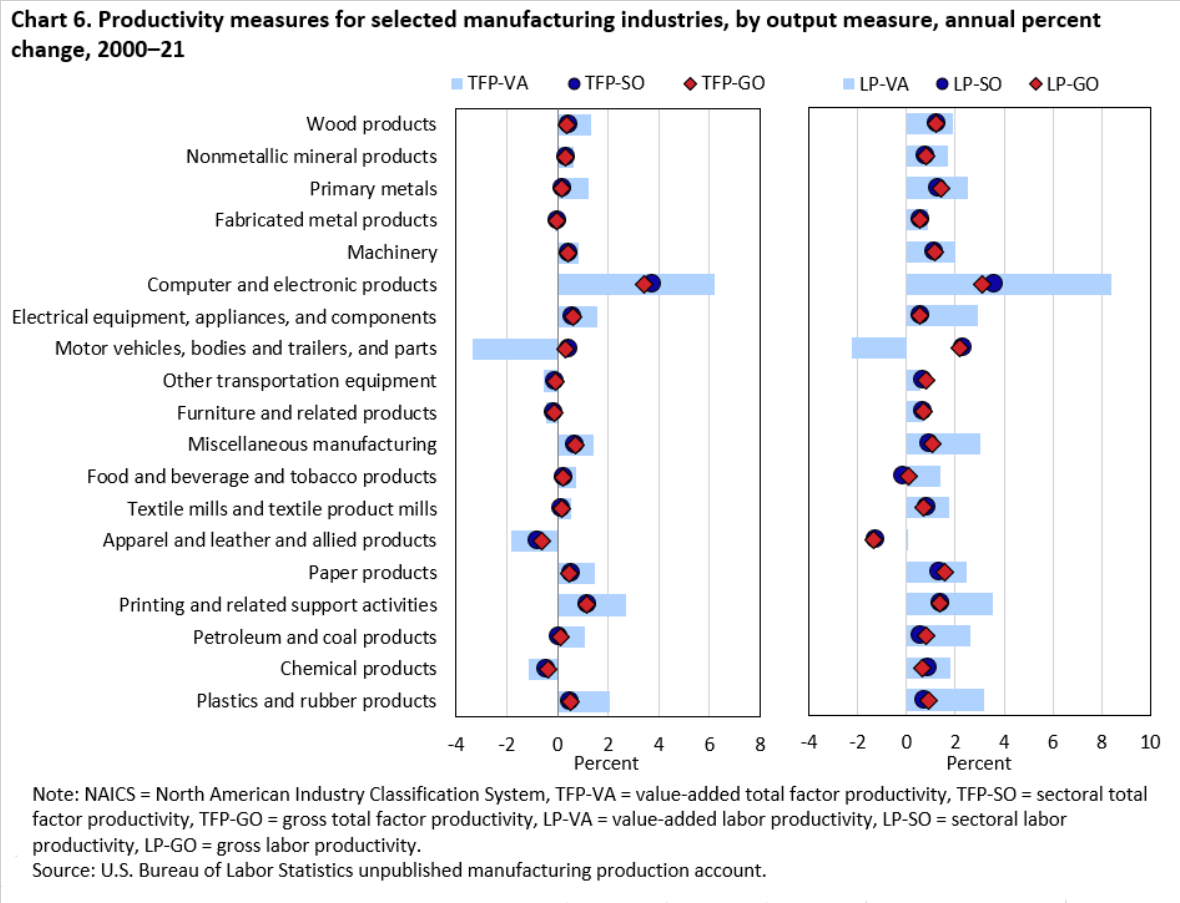 Chart 6. Productivity measures for selected manufacturing industries, by output measure, annual percent
change, 2000–21
TFP-VA TFP-SO TFP-GO LP-VA LP-SO LP-GO
Wood products
Nonmetallic mineral products
Primary metals
Fabricated metal products
Machinery
Computer and electronic products
Electrical equipment, appliances, and components
Motor vehicles, bodies and trailers, and parts
Other transportation equipment
Furniture and related products
Miscellaneous manufacturing
Food and beverage and tobacco products
Textile mills and textile product mills
Apparel and leather and allied products
Paper products
Printing and related support activities
Petroleum and coal products
Chemical products
Plastics and rubber products
-4 -2 0 2 4 6 8 -4 -2 0 2 4 6 8 10
Percent Percent
Note: NAICS = North American Industry Classification System, TFP-VA = value-added total factor productivity, TFP-SO = sectoral total
factor productivity, TFP-GO = gross total factor productivity, LP-VA = value-added labor productivity, LP-SO = sectoral labor
productivity, LP-GO = gross labor productivity.
Source: U.S. Bureau of Labor Statistics unpublished manufacturing production account.